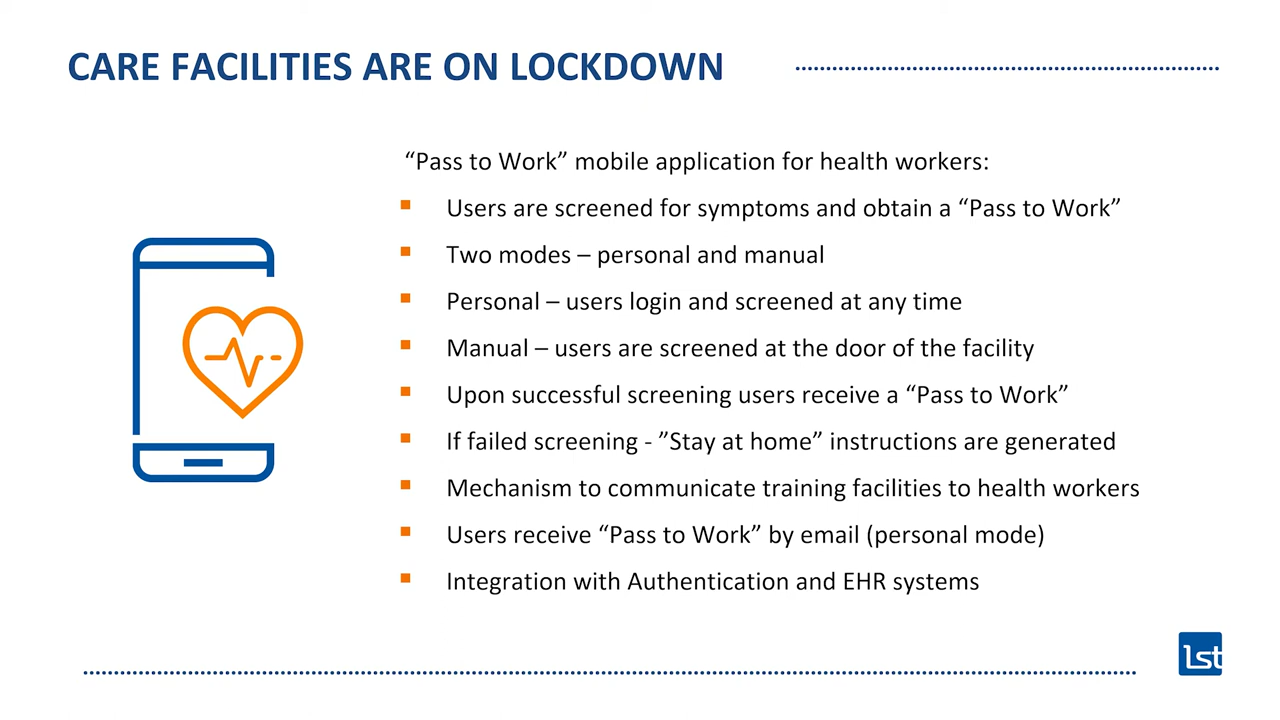 CARE FACILITIES ARE ON LOCKDOWN
“Pass to Work” mobile application for health workers:
Users are screened for symptoms and obtain a “Pass to Work”
Two modes – personal and manual
Personal – users login and screened at any time
Manual – users are screened at the door of the facility
Upon successful screening users receive a “Pass to Work”
If failed screening - ”Stay at home” instructions are generated
Mechanism to communicate training facilities to health workers
Users receive “Pass to Work” by email (personal mode)
Integration with Authentication and EHR systems
1st